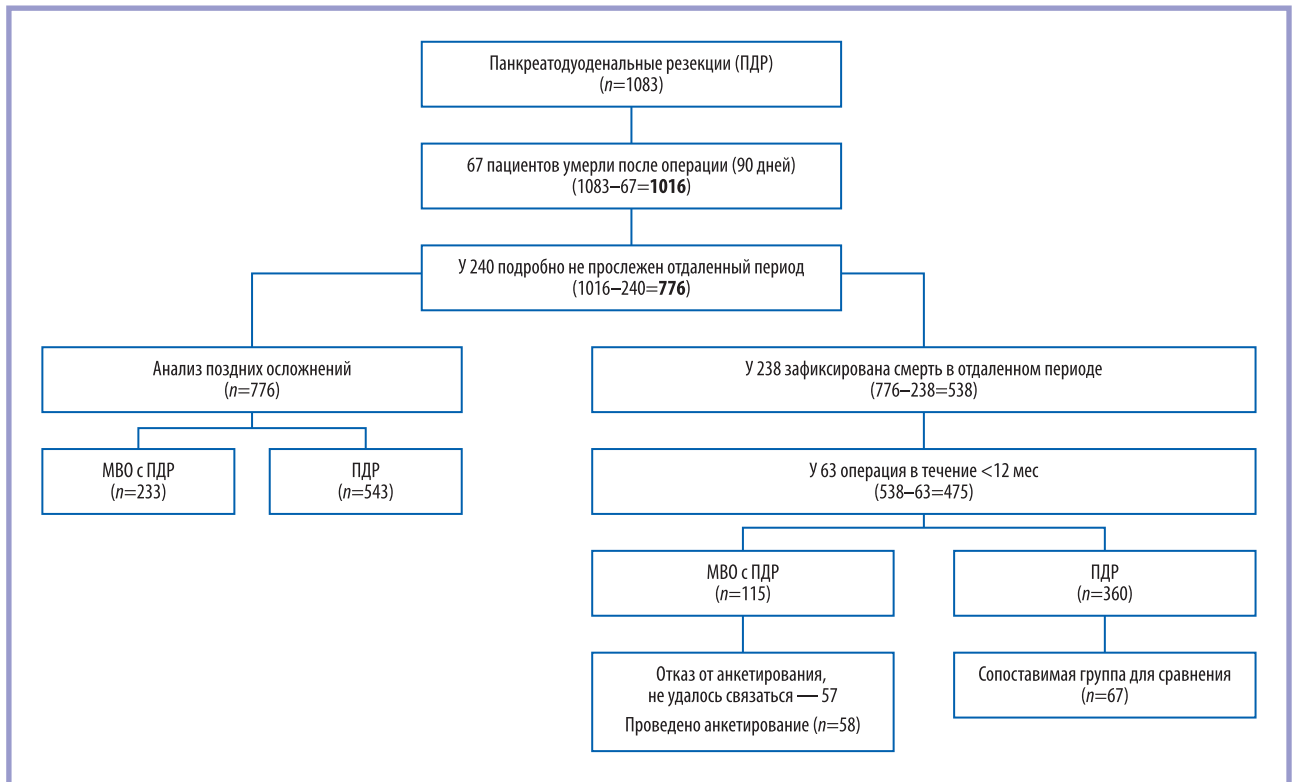 Панкреатодуоденальные резекции (ПДР)
(n=1083)
67 пациентов умерли после операции (90 дней)
(1083–67=1016)
У 240 подробно не прослежен отдаленный период
(1016–240=776)
Анализ поздних осложнений
(n=776)
МВО с ПДР
(n=233)
ПДР
(n=543)
У 238 зафиксирована смерть в отдаленном периоде
(776–238=538)
У 63 операция в течение <12 мес
(538–63=475)
МВО с ПДР
(n=115)
ПДР
(n=360)
Отказ от анкетирования,
не удалось связаться — 57
Проведено анкетирование (n=58)
Сопоставимая группа для сравнения
(n=67)